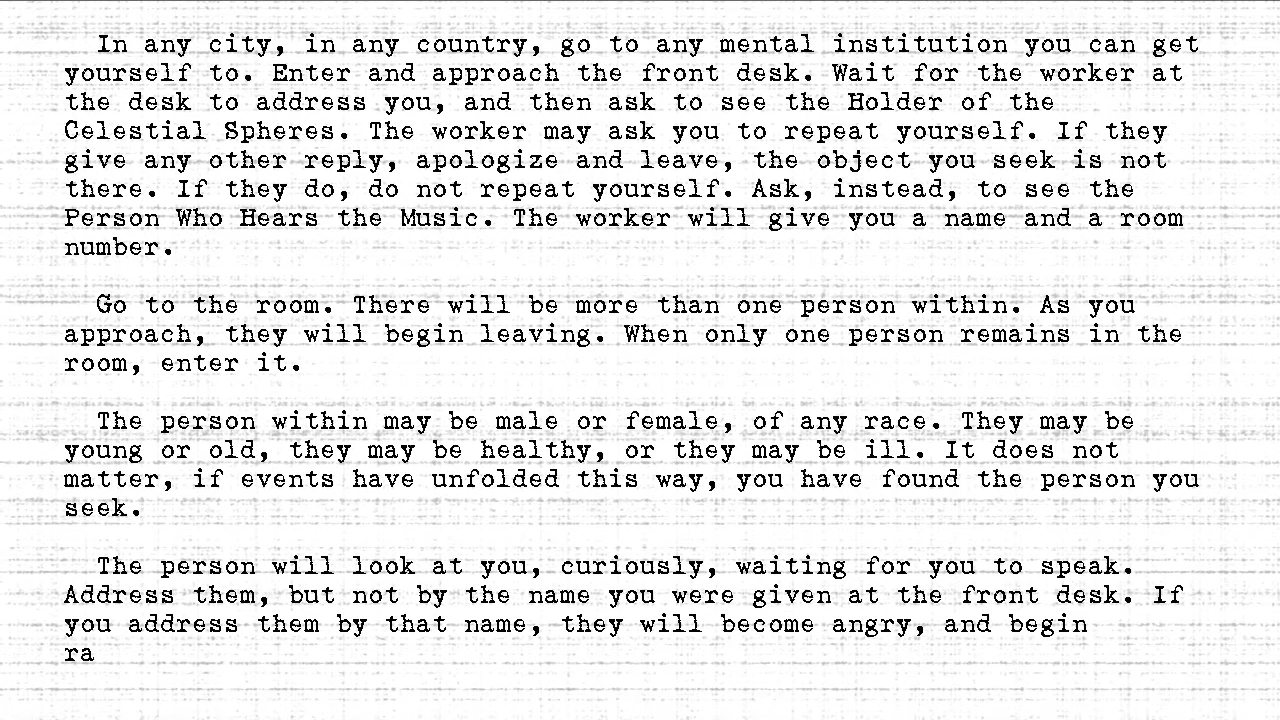 In any city, in any country, go to any mental institution you can get
yourself to. Enter and approach the front desk. Wait for the worker at
the desk to address you, and then ask to see the Holder of the
Celestial Spheres. The worker may ask you to repeat yourself. If they
give any other reply, apologize and leave, the object you seek is not
there. If they do, do not repeat yourself. Ask, instead, to see the
Person Who Hears the Music. The worker will give you a name and a room
number.
Go to the room. There will be more than one person within. As you
approach, they will begin leaving. When only one person remains in the
room, enter it.
The person within may be male or female, of any race. They may be
young or old, they may be healthy, or they may be ill. It does not
matter, if events have unfolded this way, you have found the person you
seek.
The person will look at you, curiously, waiting for you to speak.
Address them, but not by the name you were given at the front desk. If
you address them by that name, they will become angry, and begin
ra